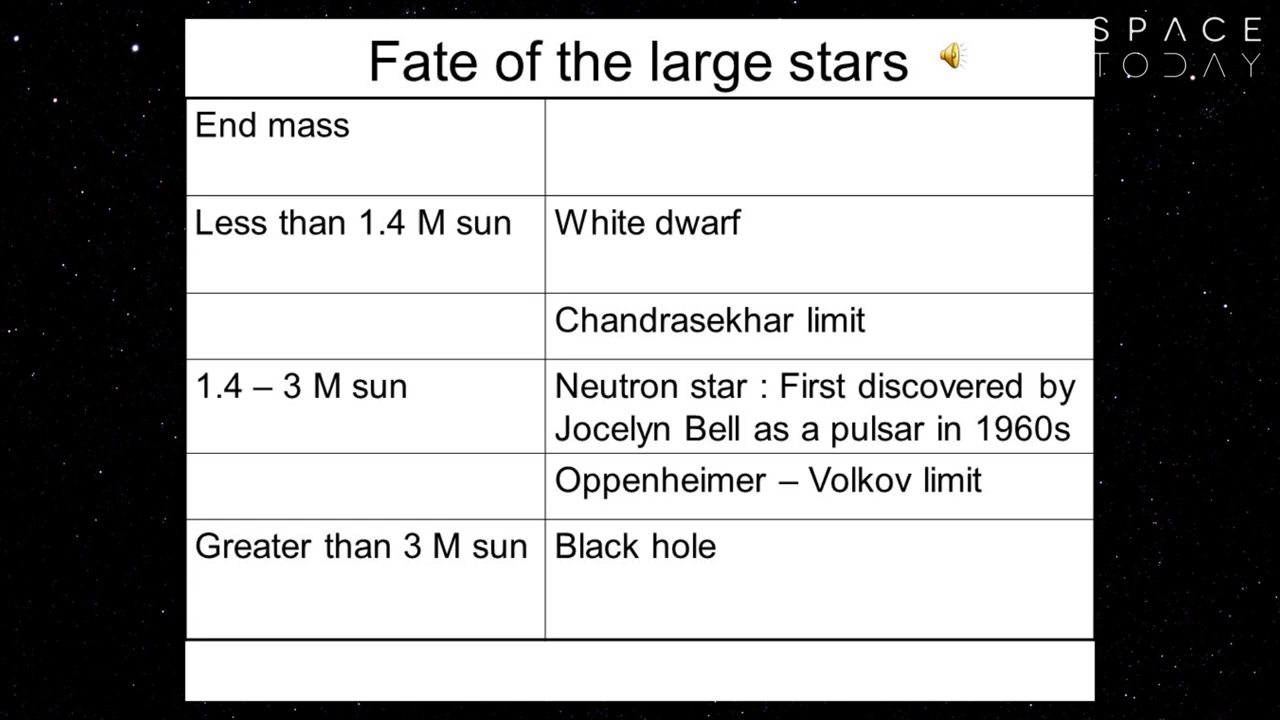 SPACE
TODAY
Fate of the large stars
End mass
Less than 1.4 M sun
White dwarf
Chandrasekhar limit
1.4 – 3 M sun
Neutron star : First discovered by
Jocelyn Bell as a pulsar in 1960s
Oppenheimer – Volkov limit
Greater than 3 M sun
Black hole